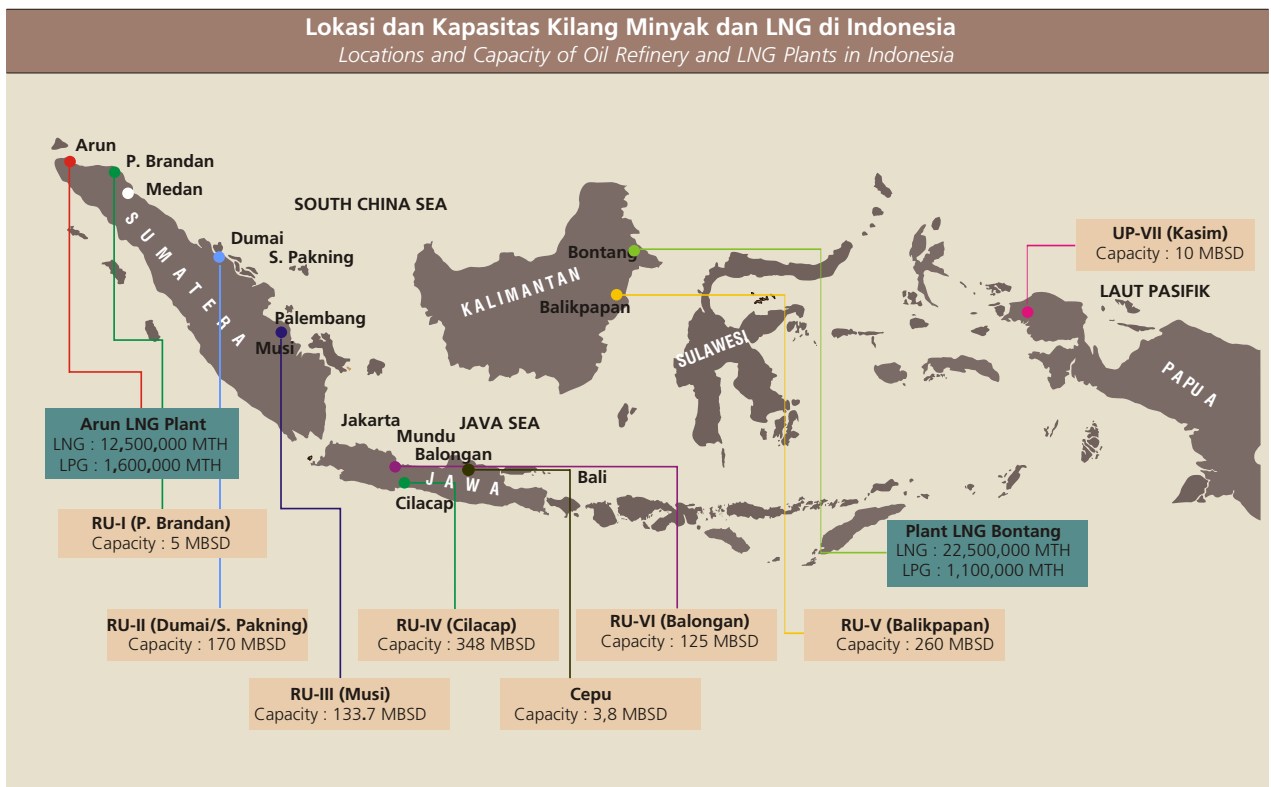 Lokasi dan Kapasitas Kilang Minyak dan LNG di Indonesia
Locations and Capacity of Oil Refinery and LNG Plants in Indonesia
Arun
P. Brandan
Medan
SUMATERA
SOUTH CHINA SEA
Dumai
S. Pakning
Palembang
Musi
KALIMANTAN
Bontang
Balikpapan
SULAWESI
UP-VII (Kasim)
Capacity : 10 MBSD
LAUT PASIFIK
PAPUA
Arun LNG Plant
LNG : 12,500,000 MTH
LPG : 1,600,000 MTH
Jakarta
JAVA SEA
Mundu
Balongan
JAWA
Bali
Cilacap
RU-I (P. Brandan)
Capacity : 5 MBSD
Plant LNG Bontang
LNG : 22,500,000 MTH
LPG : 1,100,000 MTH
RU-II (Dumai/S. Pakning)
Capacity : 170 MBSD
RU-IV (Cilacap)
Capacity : 348 MBSD
RU-VI (Balongan)
Capacity : 125 MBSD
RU-V (Balikpapan)
Capacity : 260 MBSD
RU-III (Musi)
Capacity : 133.7 MBSD
Cepu
Capacity : 3,8 MBSD